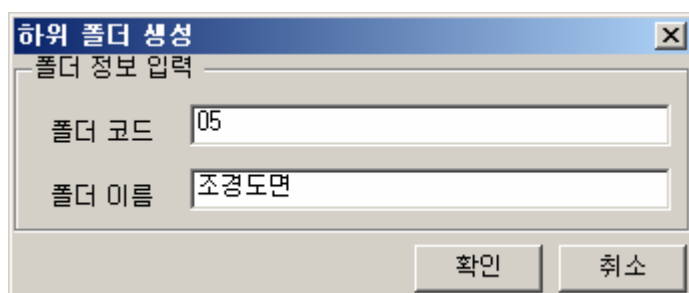 하위 폴더 생성
폴더 정보 입력
폴더 코드 05
폴더 이름 조경도면
확인 취소